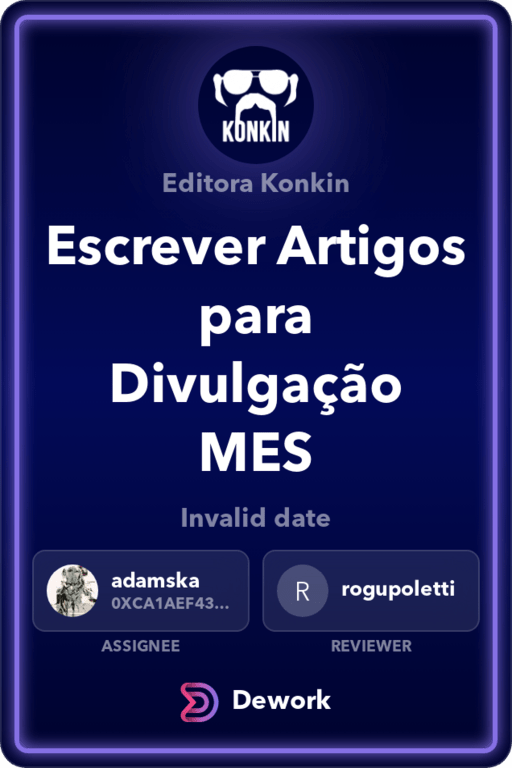 KONKIN
Editora Konkin
Escrever Artigos
para
Divulgação
MES
Invalid date
adamska
0XCA1AEF43...
R
rogupoletti
ASSIGNEE
REVIEWER
Dework